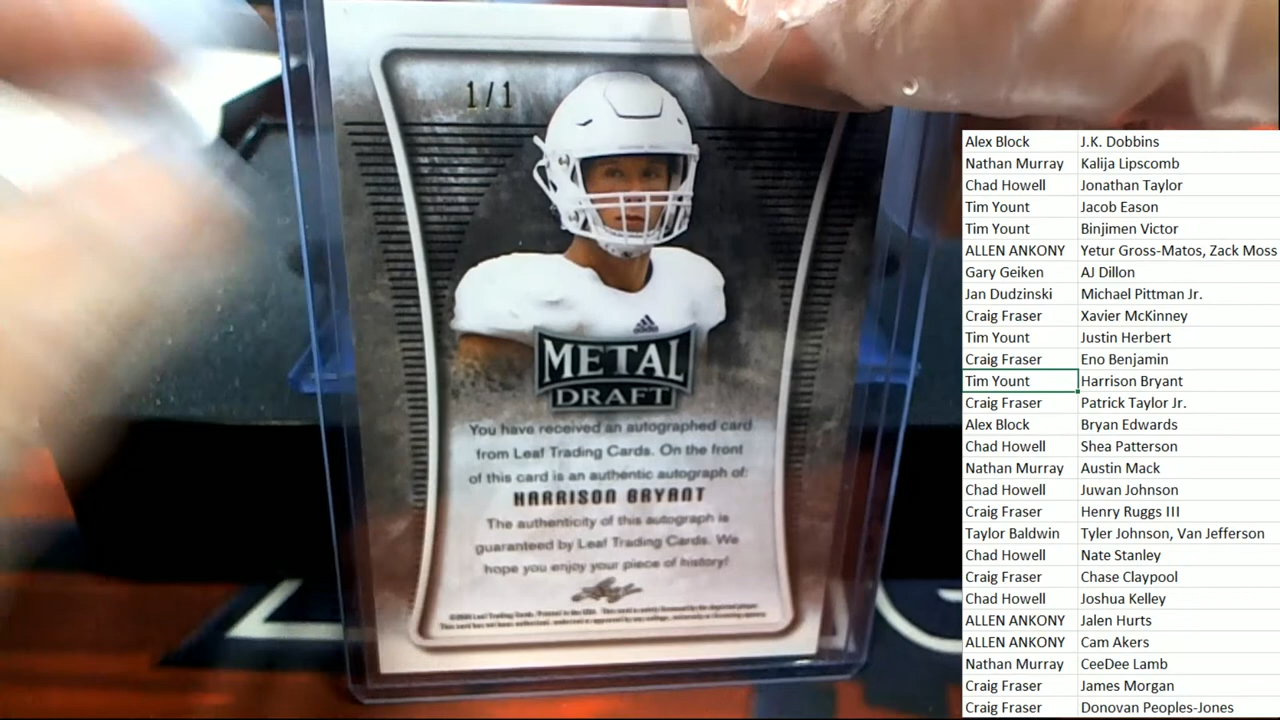 1/1
METAL
DRAFT
You have received an autographed card
from Leaf Trading Cards. On the front
of this card is an authentic autograph of:
HARRISON BRYANT
The authenticity of this autograph is
guaranteed by Leaf Trading Cards. We
hope you enjoy your piece of history!
Leaf
Alex Block J.K. Dobbins
Nathan Murray Kalija Lipscomb
Chad Howell Jonathan Taylor
Tim Yount Jacob Eason
Tim Yount Binjimen Victor
ALLEN ANKONY Yetur Gross-Matos, Zack Moss
Gary Geiken AJ Dillon
Jan Dudzinski Michael Pittman Jr.
Craig Fraser Xavier McKinney
Tim Yount Justin Herbert
Craig Fraser Eno Benjamin
Tim Yount Harrison Bryant
Craig Fraser Patrick Taylor Jr.
Alex Block Bryan Edwards
Chad Howell Shea Patterson
Nathan Murray Austin Mack
Chad Howell Juwan Johnson
Craig Fraser Henry Ruggs III
Taylor Baldwin Tyler Johnson, Van Jefferson
Chad Howell Nate Stanley
Craig Fraser Chase Claypool
Chad Howell Joshua Kelley
ALLEN ANKONY Jalen Hurts
ALLEN ANKONY Cam Akers
Nathan Murray CeeDee Lamb
Craig Fraser James Morgan
Craig Fraser Donovan Peoples-Jones